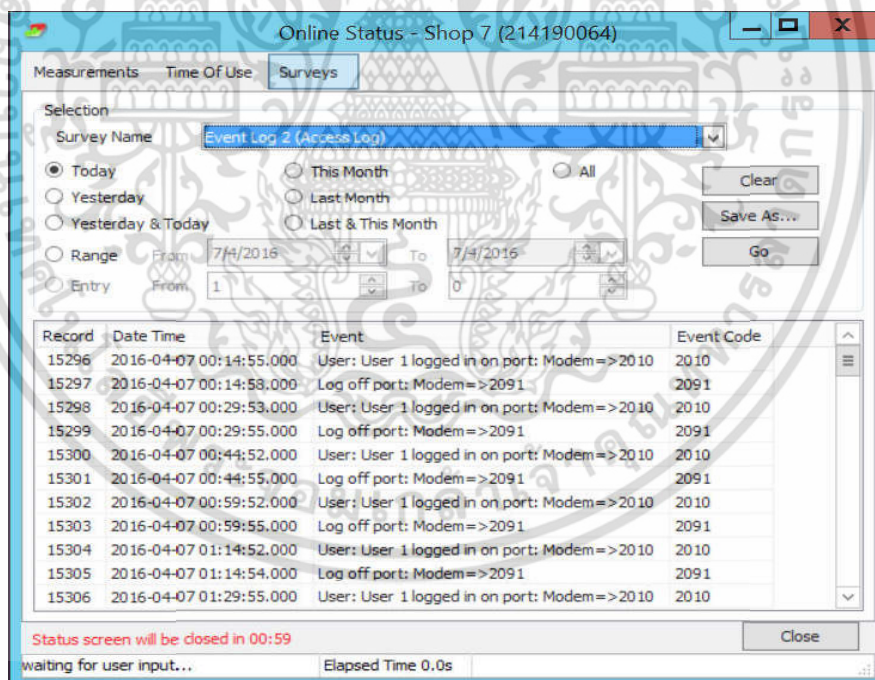 Online Status - Shop 7 (214190064)
Measurements Time Of Use Surveys
Selection
Survey Name Event Log 2 (Access Log)
Today This Month All Clear
Yesterday Last Month
Yesterday & Today Last & This Month Save As...
Range From 7/4/2016 To 7/4/2016 Go
Entry From 1 To 0
Record Date Time Event Event Code
15296 2016-04-07 00:14:55.000 User: User 1 logged in on port: Modem=>2010 2010
15297 2016-04-07 00:14:58.000 Log off port: Modem=>2091 2091
15298 2016-04-07 00:29:53.000 User: User 1 logged in on port: Modem=>2010 2010
15299 2016-04-07 00:29:55.000 Log off port: Modem=>2091 2091
15300 2016-04-07 00:44:52.000 User: User 1 logged in on port: Modem=>2010 2010
15301 2016-04-07 00:44:55.000 Log off port: Modem=>2091 2091
15302 2016-04-07 00:59:52.000 User: User 1 logged in on port: Modem=>2010 2010
15303 2016-04-07 00:59:55.000 Log off port: Modem=>2091 2091
15304 2016-04-07 01:14:52.000 User: User 1 logged in on port: Modem=>2010 2010
15305 2016-04-07 01:14:54.000 Log off port: Modem=>2091 2091
15306 2016-04-07 01:29:55.000 User: User 1 logged in on port: Modem=>2010 2010
Status screen will be closed in 00:59 Close
waiting for user input... Elapsed Time 0.0s